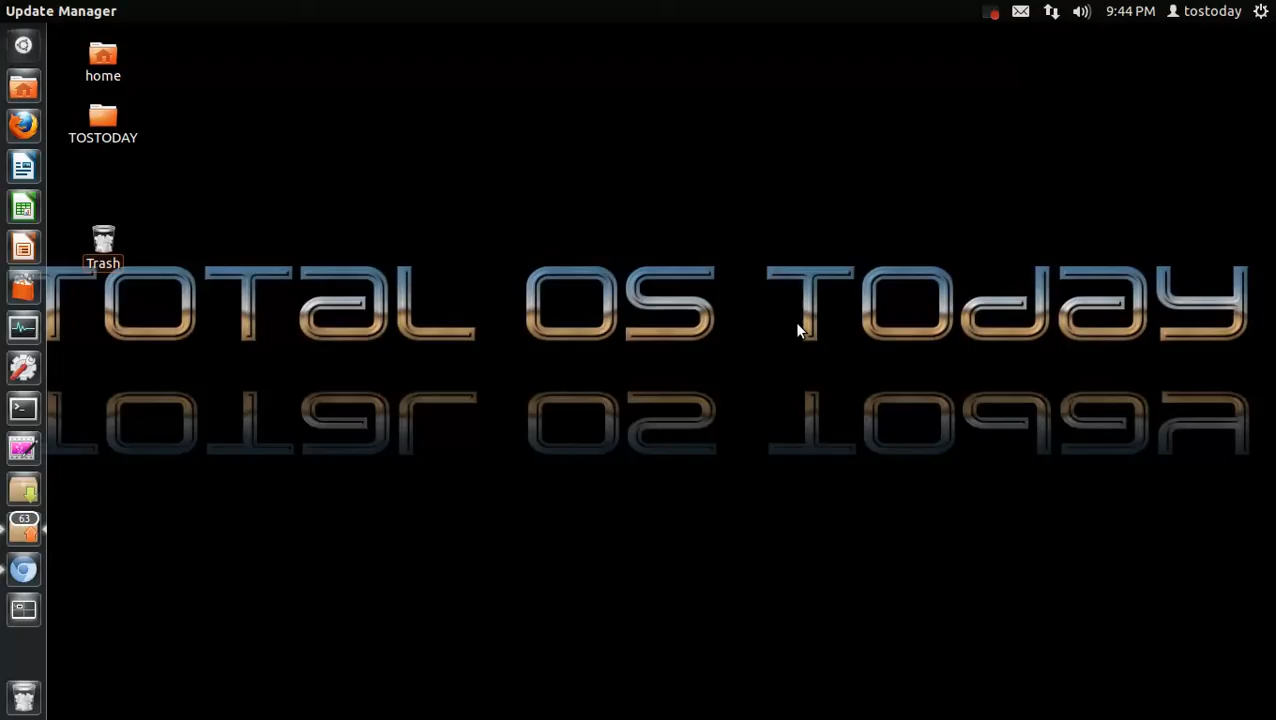 Update Manager
9:44 PM
tostoday
home
TOSTODAY
Trash
TOTaL OS TOday
63